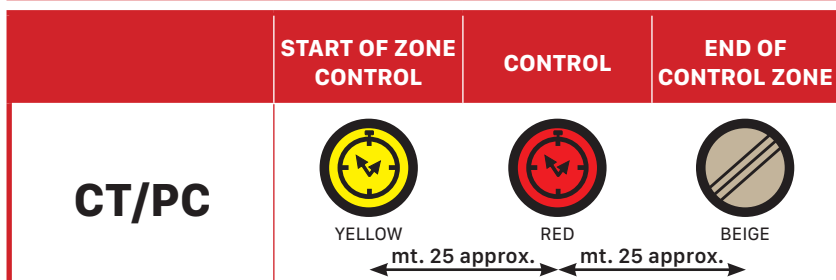 START OF ZONE
CONTROL
CONTROL
END OF
CONTROL ZONE
CT/PC
YELLOW
RED
BEIGE
mt. 25 approx.
mt. 25 approx.